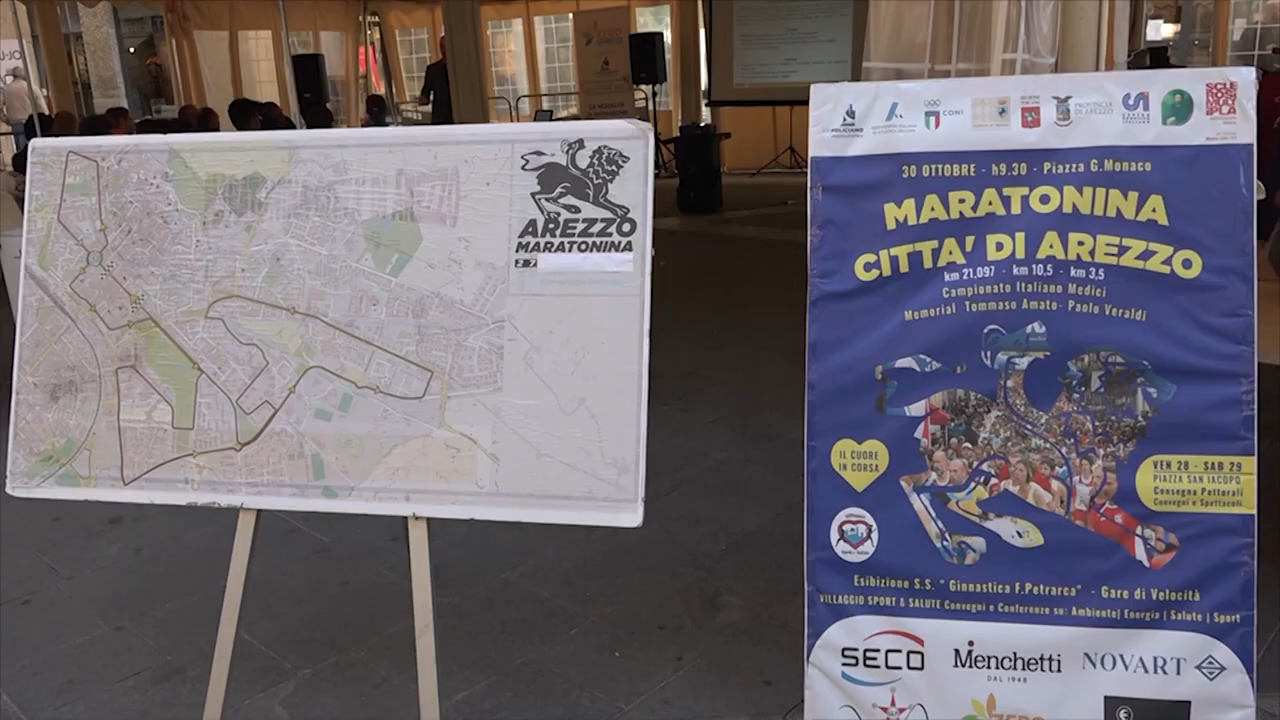 AREZZO
MARATONINA
CONI
PROVINCIA
DI AREZZO
30 OTTOBRE - h9.30 - Piazza G.Monaco
MARATONINA
CITTA' DI AREZZO
km 21,097 - km 10,5 - km 3,5
Campionato Italiano Medici
Memorial Tommaso Amato- Paolo Veraldi
IL CUORE
IN CORSA
VEN 28 - SAB 29
PIAZZA SAN IACOPO
Consegna Pettorali
Convegni e Spettacoli
Esibizione S.S. " Ginnastica F.Petrarca" - Gare di Velocità
VILLAGGIO SPORT & SALUTE Convegni e Conferenze su: Ambiente| Energia | Salute | Sport
SECO
Menchetti
DAL 1948
NOVART